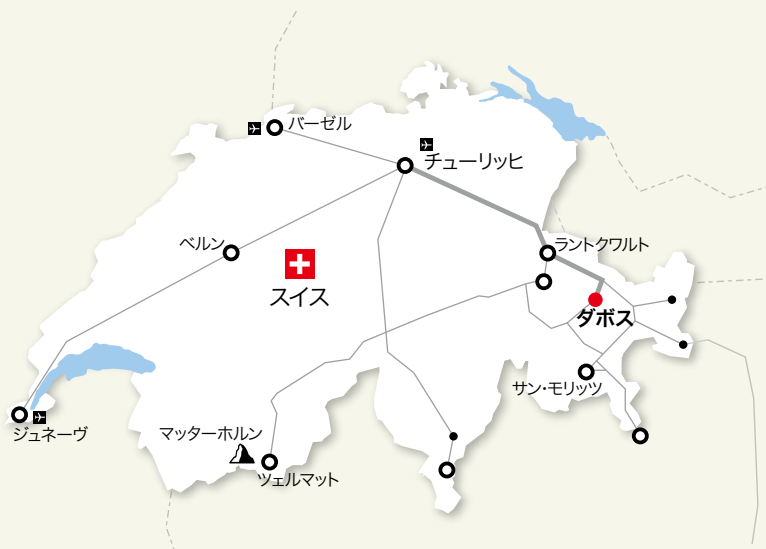 バーゼル
チューリッヒ
ベルン
ラントクワルト
スイス
ダボス
サン・モリッツ
ジュネーヴ
マッターホルン
ツェルマット